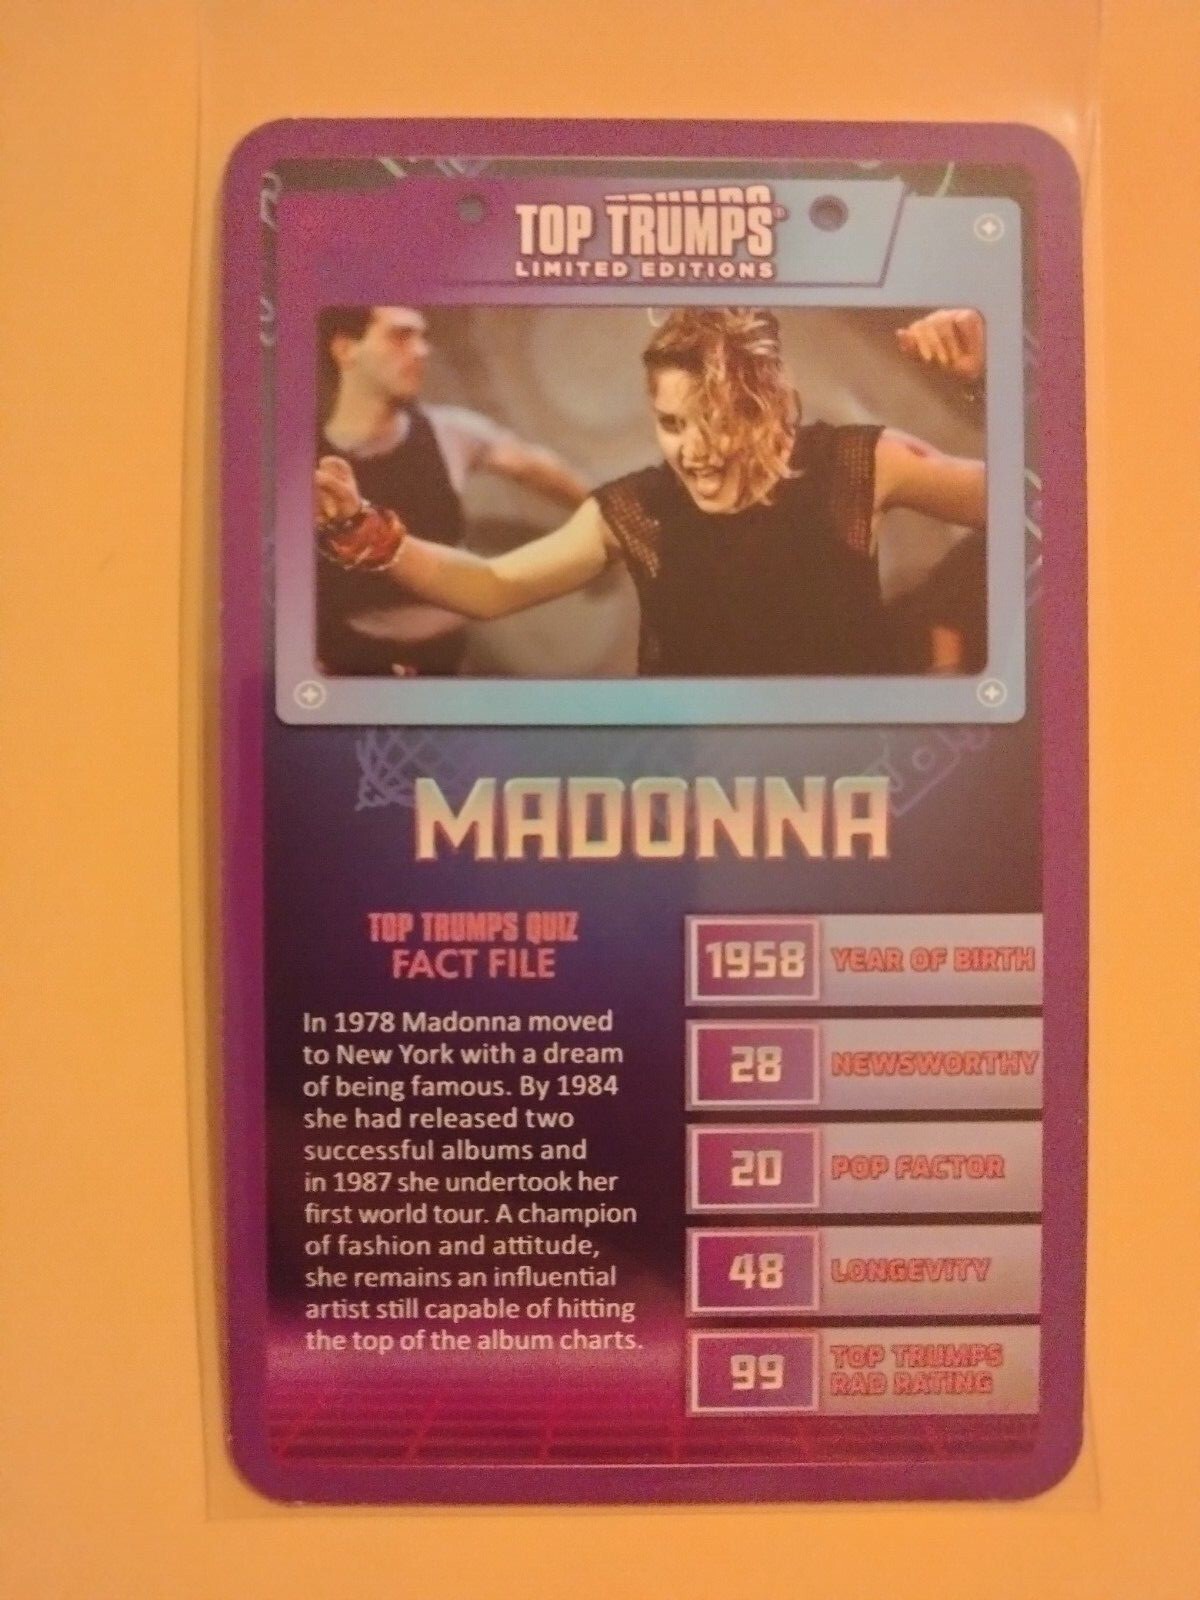 TOP TRUMPS
LIMITED EDITIONS
MADONNA
TOP TRUMPS QUIZ
FACT FILE
In 1978 Madonna moved
to New York with a dream
of being famous. By 1984
she had released two
successful albums and
in 1987 she undertook her
first world tour. A champion
of fashion and attitude,
she remains an influential
artist still capable of hitting
the top of the album charts.
1958 YEAR OF BIRTH
28 NEWSWORTHY
20 POP FACTOR
48 LONGEVITY
99 TOP TRUMPS
RAD RATING